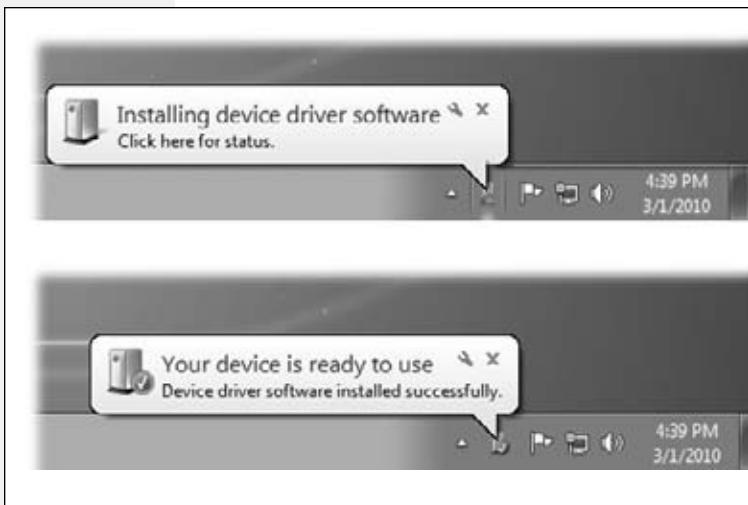 Installing device driver software
Click here for status.
4:39 PM
3/1/2010
Your device is ready to use
Device driver software installed successfully.
4:39 PM
3/1/2010